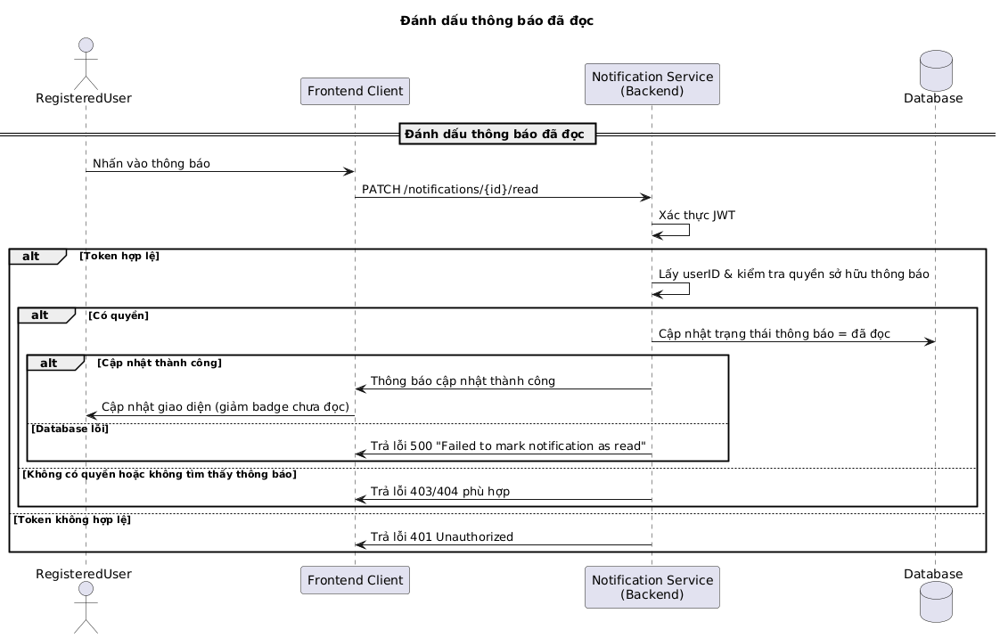 Đánh dấu thông báo đã đọc
RegisteredUser
Frontend Client
Notification Service
(Backend)
Database
Đánh dấu thông báo đã đọc
Nhấn vào thông báo
PATCH /notifications/{id}/read
Xác thực JWT
alt [Token hợp lệ]
Lấy userID & kiểm tra quyền sở hữu thông báo
alt [Có quyền]
Cập nhật trạng thái thông báo = đã đọc
alt [Cập nhật thành công]
Thông báo cập nhật thành công
Cập nhật giao diện (giảm badge chưa đọc)
[Database lỗi]
Trả lỗi 500 "Failed to mark notification as read"
[Không có quyền hoặc không tìm thấy thông báo]
Trả lỗi 403/404 phù hợp
[Token không hợp lệ]
Trả lỗi 401 Unauthorized
RegisteredUser
Frontend Client
Notification Service
(Backend)
Database